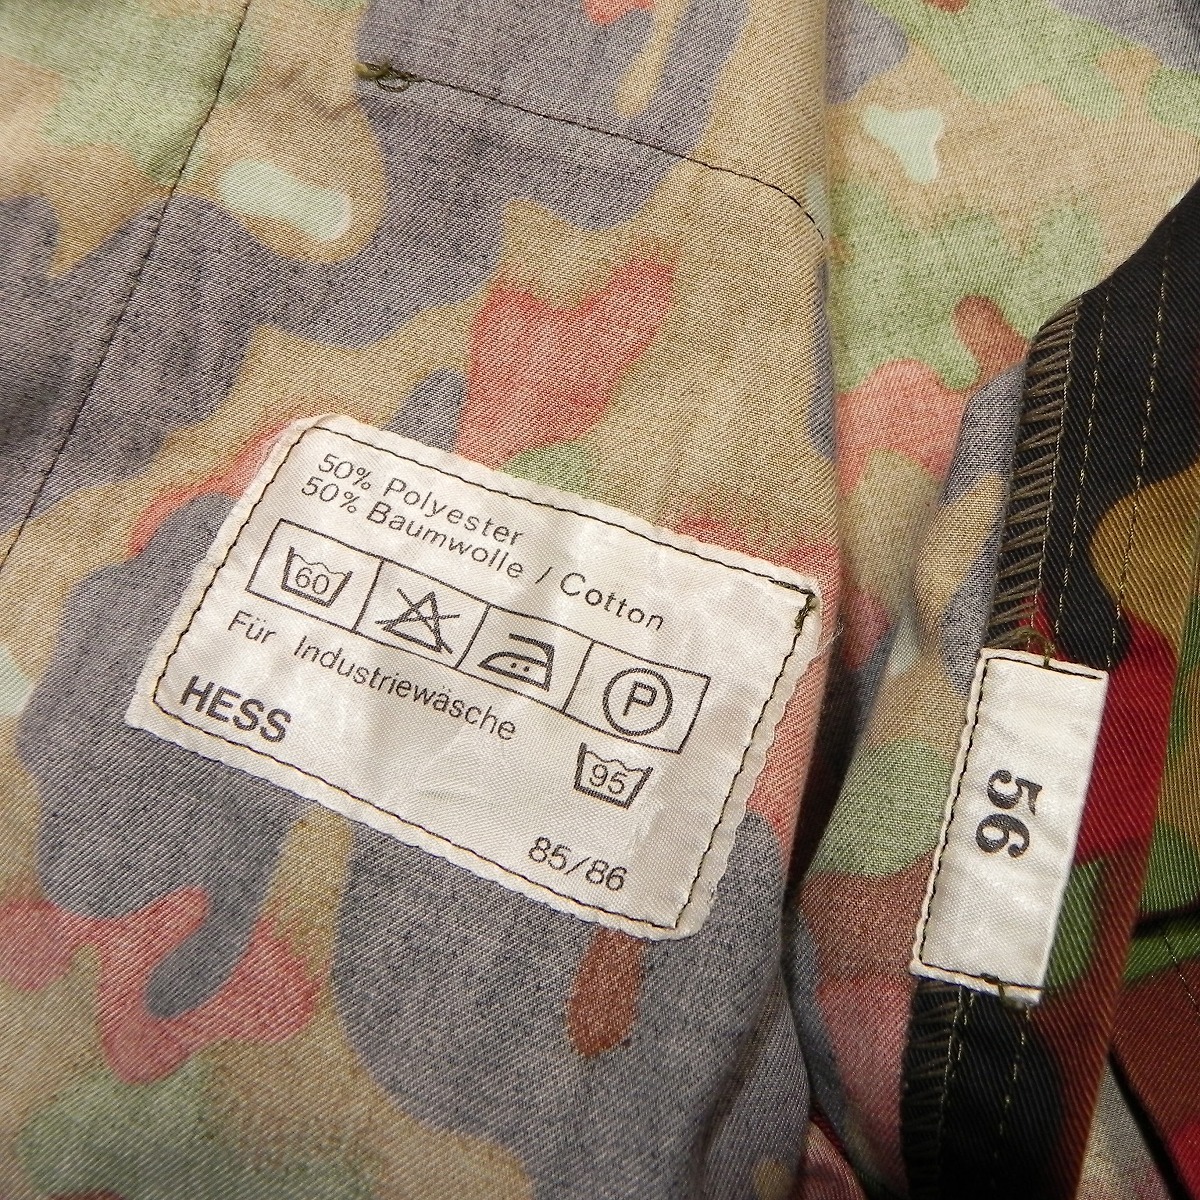 50% Polyester
50% Baumwolle / Cotton
60
P
Für Industriewäsche
95
HESS
85/86
56